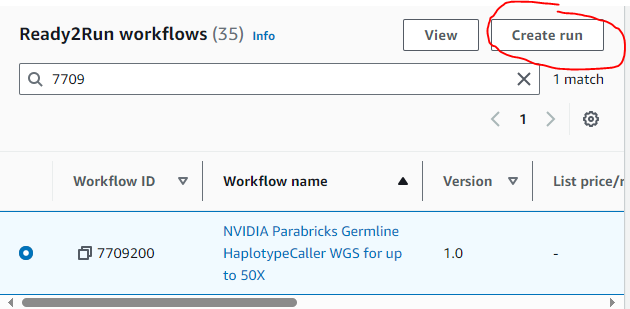 Ready2Run workflows (35) Info View Create run
7709 1 match
1
Workflow ID Workflow name Version List price/r
7709200 NVIDIA Parabricks Germline HaplotypeCaller WGS for up to 50X 1.0 -